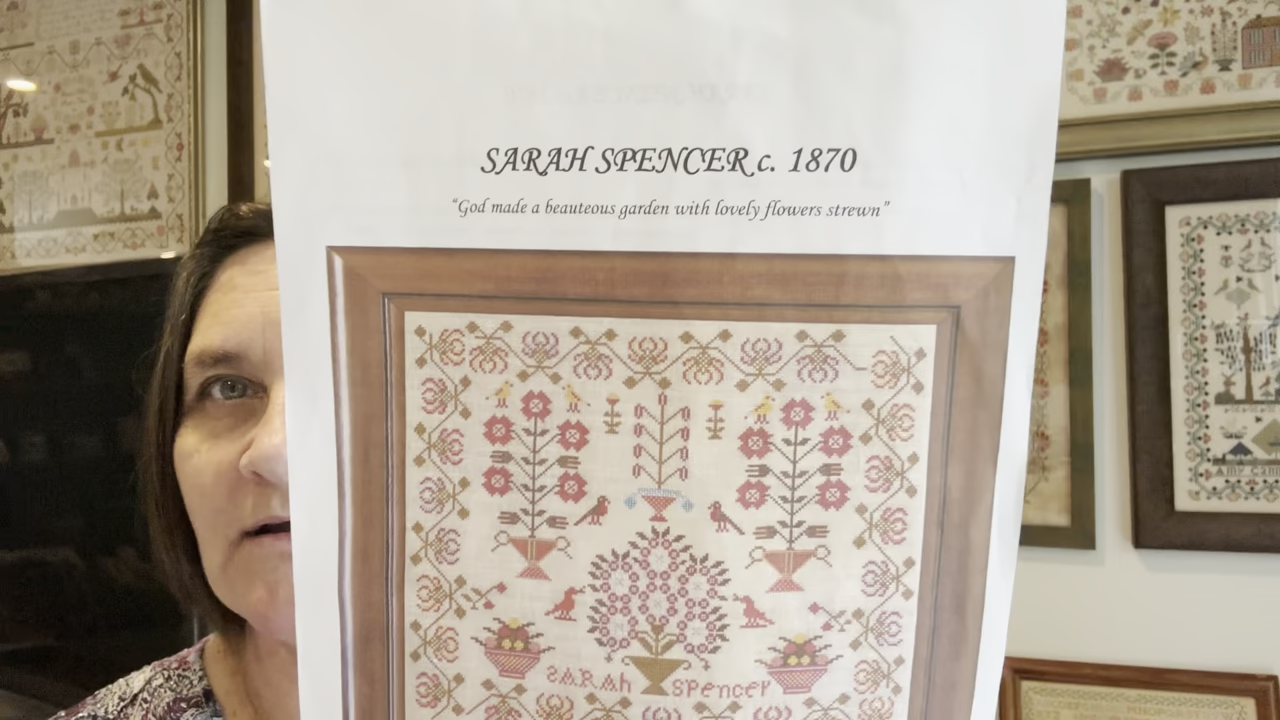 SARAH SPENCER c. 1870
“God made a beauteous garden with lovely flowers strewn”
SARAh SPencer